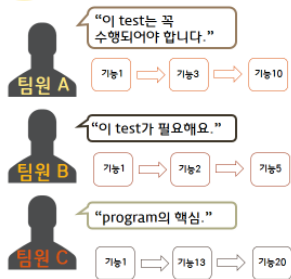 “이 test는 꼭
수행되어야 합니다.”
팀원 A
기능1
기능3
기능10
“이 test가 필요해요.”
팀원 B
기능1
기능2
기능5
“program의 핵심.”
팀원 C
기능1
기능13
기능20